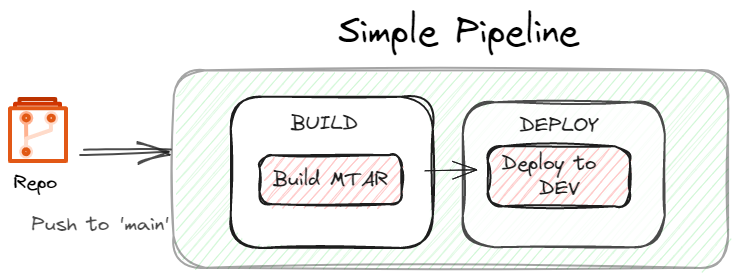 Simple Pipeline
BUILD
Build MTAR
DEPLOY
Deploy to
DEV
Repo
Push to 'main'